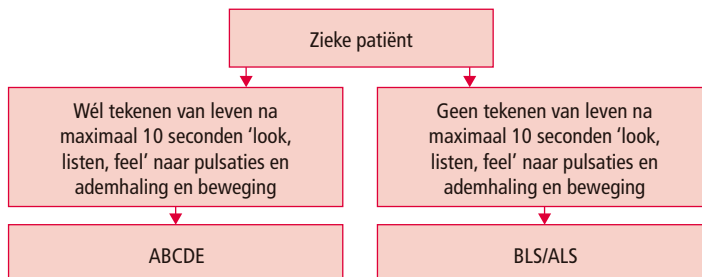 Zieke patiënt
Wél tekenen van leven na
maximaal 10 seconden ‘look,
listen, feel’ naar pulsaties en
ademhaling en beweging
Geen tekenen van leven na
maximaal 10 seconden ‘look,
listen, feel’ naar pulsaties en
ademhaling en beweging
ABCDE
BLS/ALS